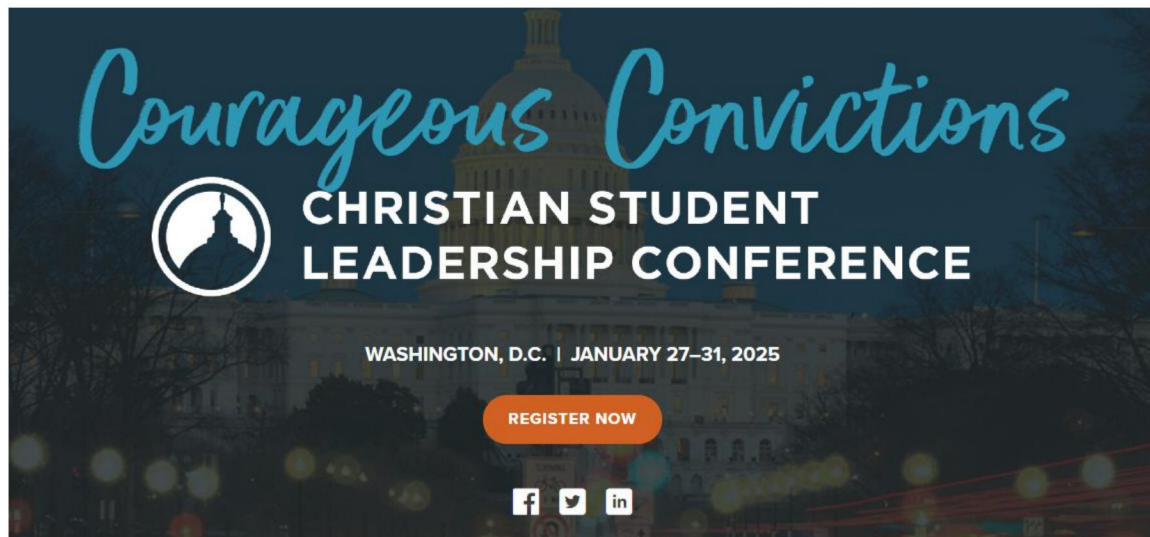 Courageous Convictions
CHRISTIAN STUDENT
LEADERSHIP CONFERENCE
WASHINGTON, D.C. | JANUARY 27–31, 2025
REGISTER NOW